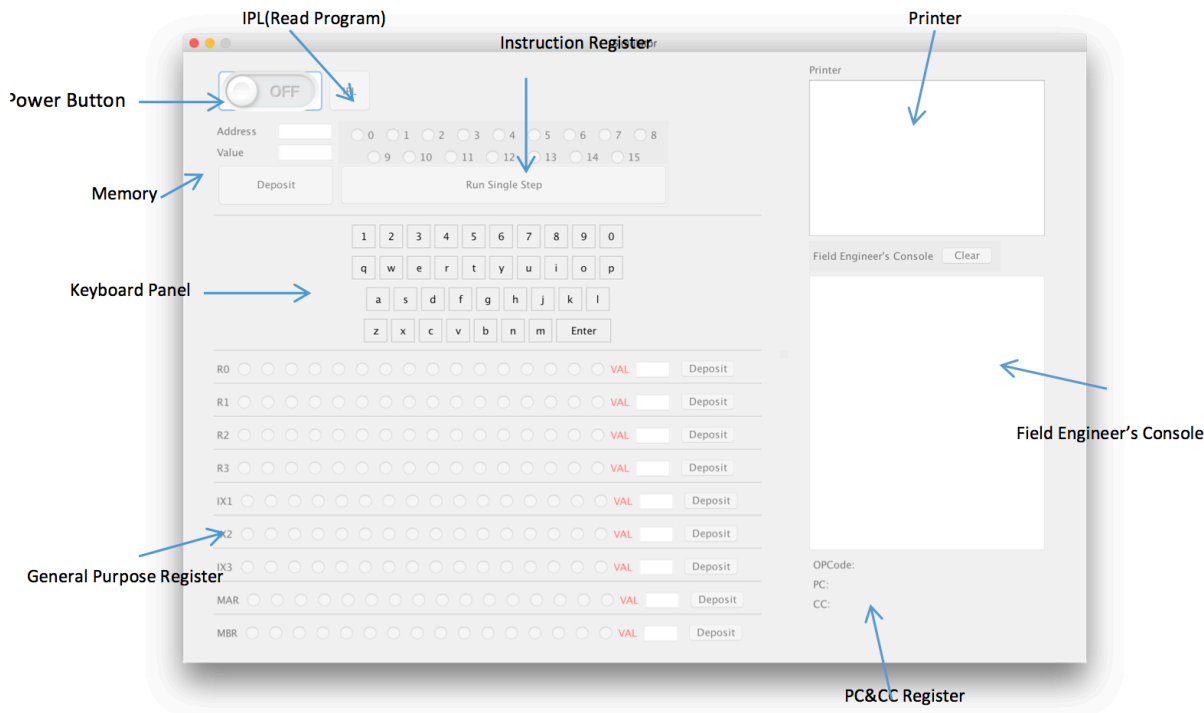 IPL(Read Program)
Printer
Instruction Register
Printer
Power Button
OFF
IPL
Address
0 1 2 3 4 5 6 7 8
Value
9 10 11 12 13 14 15
Memory
Deposit
Run Single Step
1 2 3 4 5 6 7 8 9 0
Field Engineer's Console
Clear
q w e r t y u i o p
Keyboard Panel
a s d f g h j k l
z x c v b n m Enter
R0 VAL Deposit
R1 VAL Deposit
R2 VAL Deposit
Field Engineer’s Console
R3 VAL Deposit
IX1 VAL Deposit
IX2 VAL Deposit
IX3 VAL Deposit
General Purpose Register
OPCode:
PC:
MAR VAL Deposit
CC:
MBR VAL Deposit
PC&CC Register